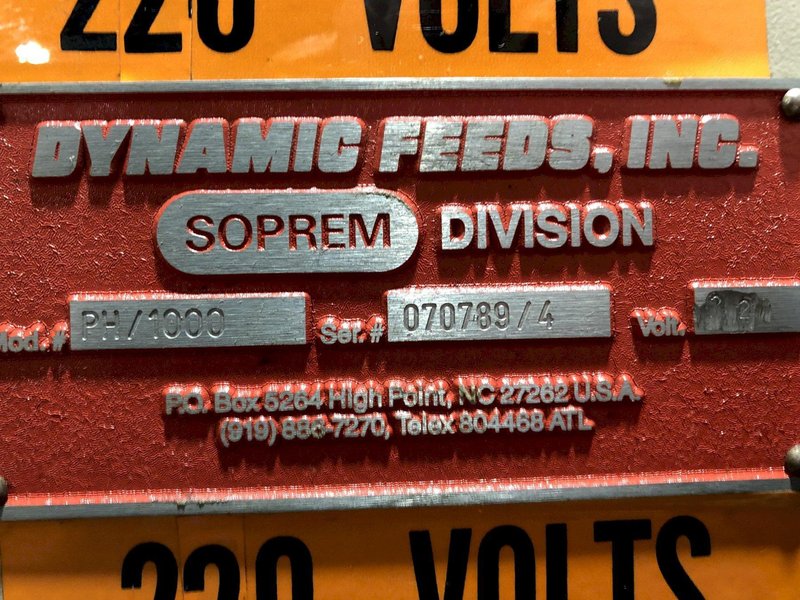 220 VOLTS
DYNAMIC FEEDS, INC.
SOPREM DIVISION
Mod. # PH/1000 Ser. # 070789/4 Volt.
P.O. Box 5264 High Point, NC 27262 U.S.A.
(919) 886-7270, Telex 804468 ATL
220 VOLTS